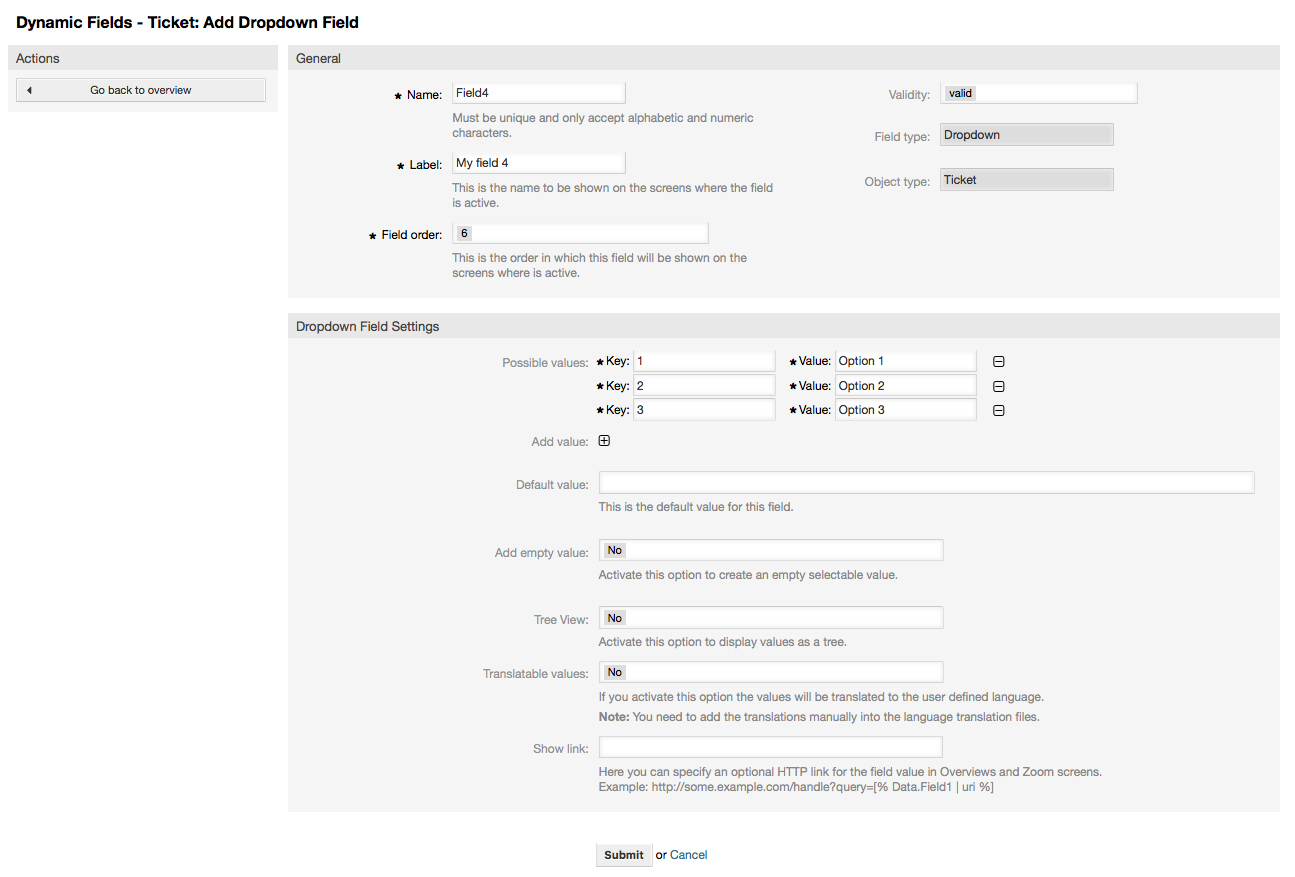 Dynamic Fields - Ticket: Add Dropdown Field
Actions
Go back to overview
General
★ Name: Field4
Must be unique and only accept alphabetic and numeric
characters.
★ Label: My field 4
This is the name to be shown on the screens where the field
is active.
★ Field order: 6
This is the order in which this field will be shown on the
screens where is active.
Validity: valid
Field type: Dropdown
Object type: Ticket
Dropdown Field Settings
Possible values: ★ Key: 1 ★ Value: Option 1
★ Key: 2 ★ Value: Option 2
★ Key: 3 ★ Value: Option 3
Add value:
Default value:
This is the default value for this field.
Add empty value: No
Activate this option to create an empty selectable value.
Tree View: No
Activate this option to display values as a tree.
Translatable values: No
If you activate this option the values will be translated to the user defined language.
Note: You need to add the translations manually into the language translation files.
Show link:
Here you can specify an optional HTTP link for the field value in Overviews and Zoom screens.
Example: http://some.example.com/handle?query=[% Data.Field1 | uri %]
Submit or Cancel